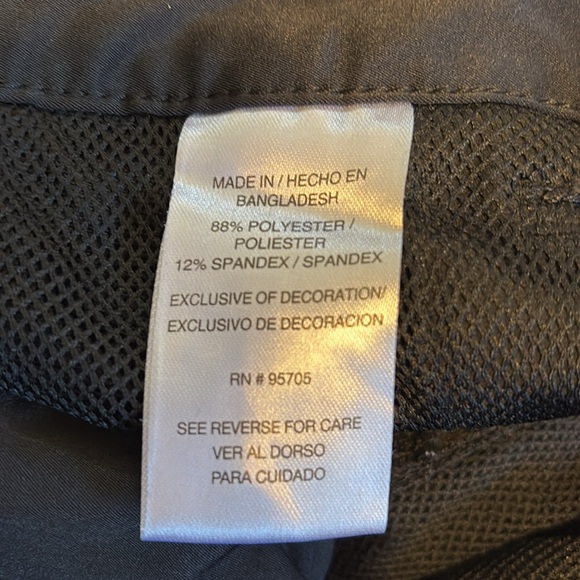 MADE IN / HECHO EN
BANGLADESH
88% POLYESTER /
POLIESTER
12% SPANDEX / SPANDEX
EXCLUSIVE OF DECORATION/
EXCLUSIVO DE DECORACION
RN # 95705
SEE REVERSE FOR CARE
VER AL DORSO
PARA CUIDADO